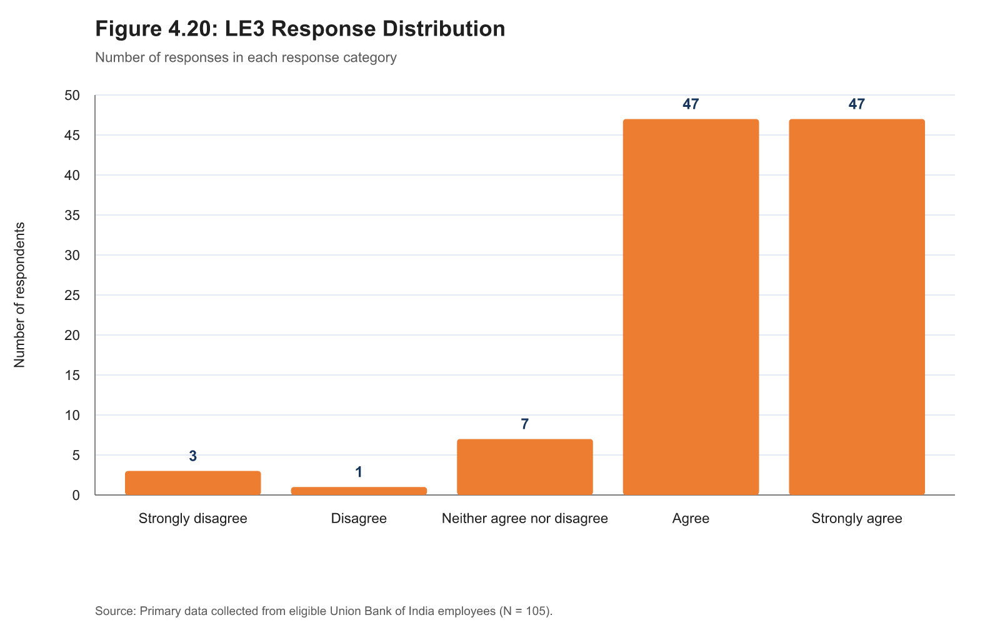 Figure 4.20: LE3 Response Distribution
Number of responses in each response category
Number of respondents
50
45
40
35
30
25
20
15
10
5
0
3
1
7
47
47
Strongly disagree
Disagree
Neither agree nor disagree
Agree
Strongly agree
Source: Primary data collected from eligible Union Bank of India employees (N = 105).